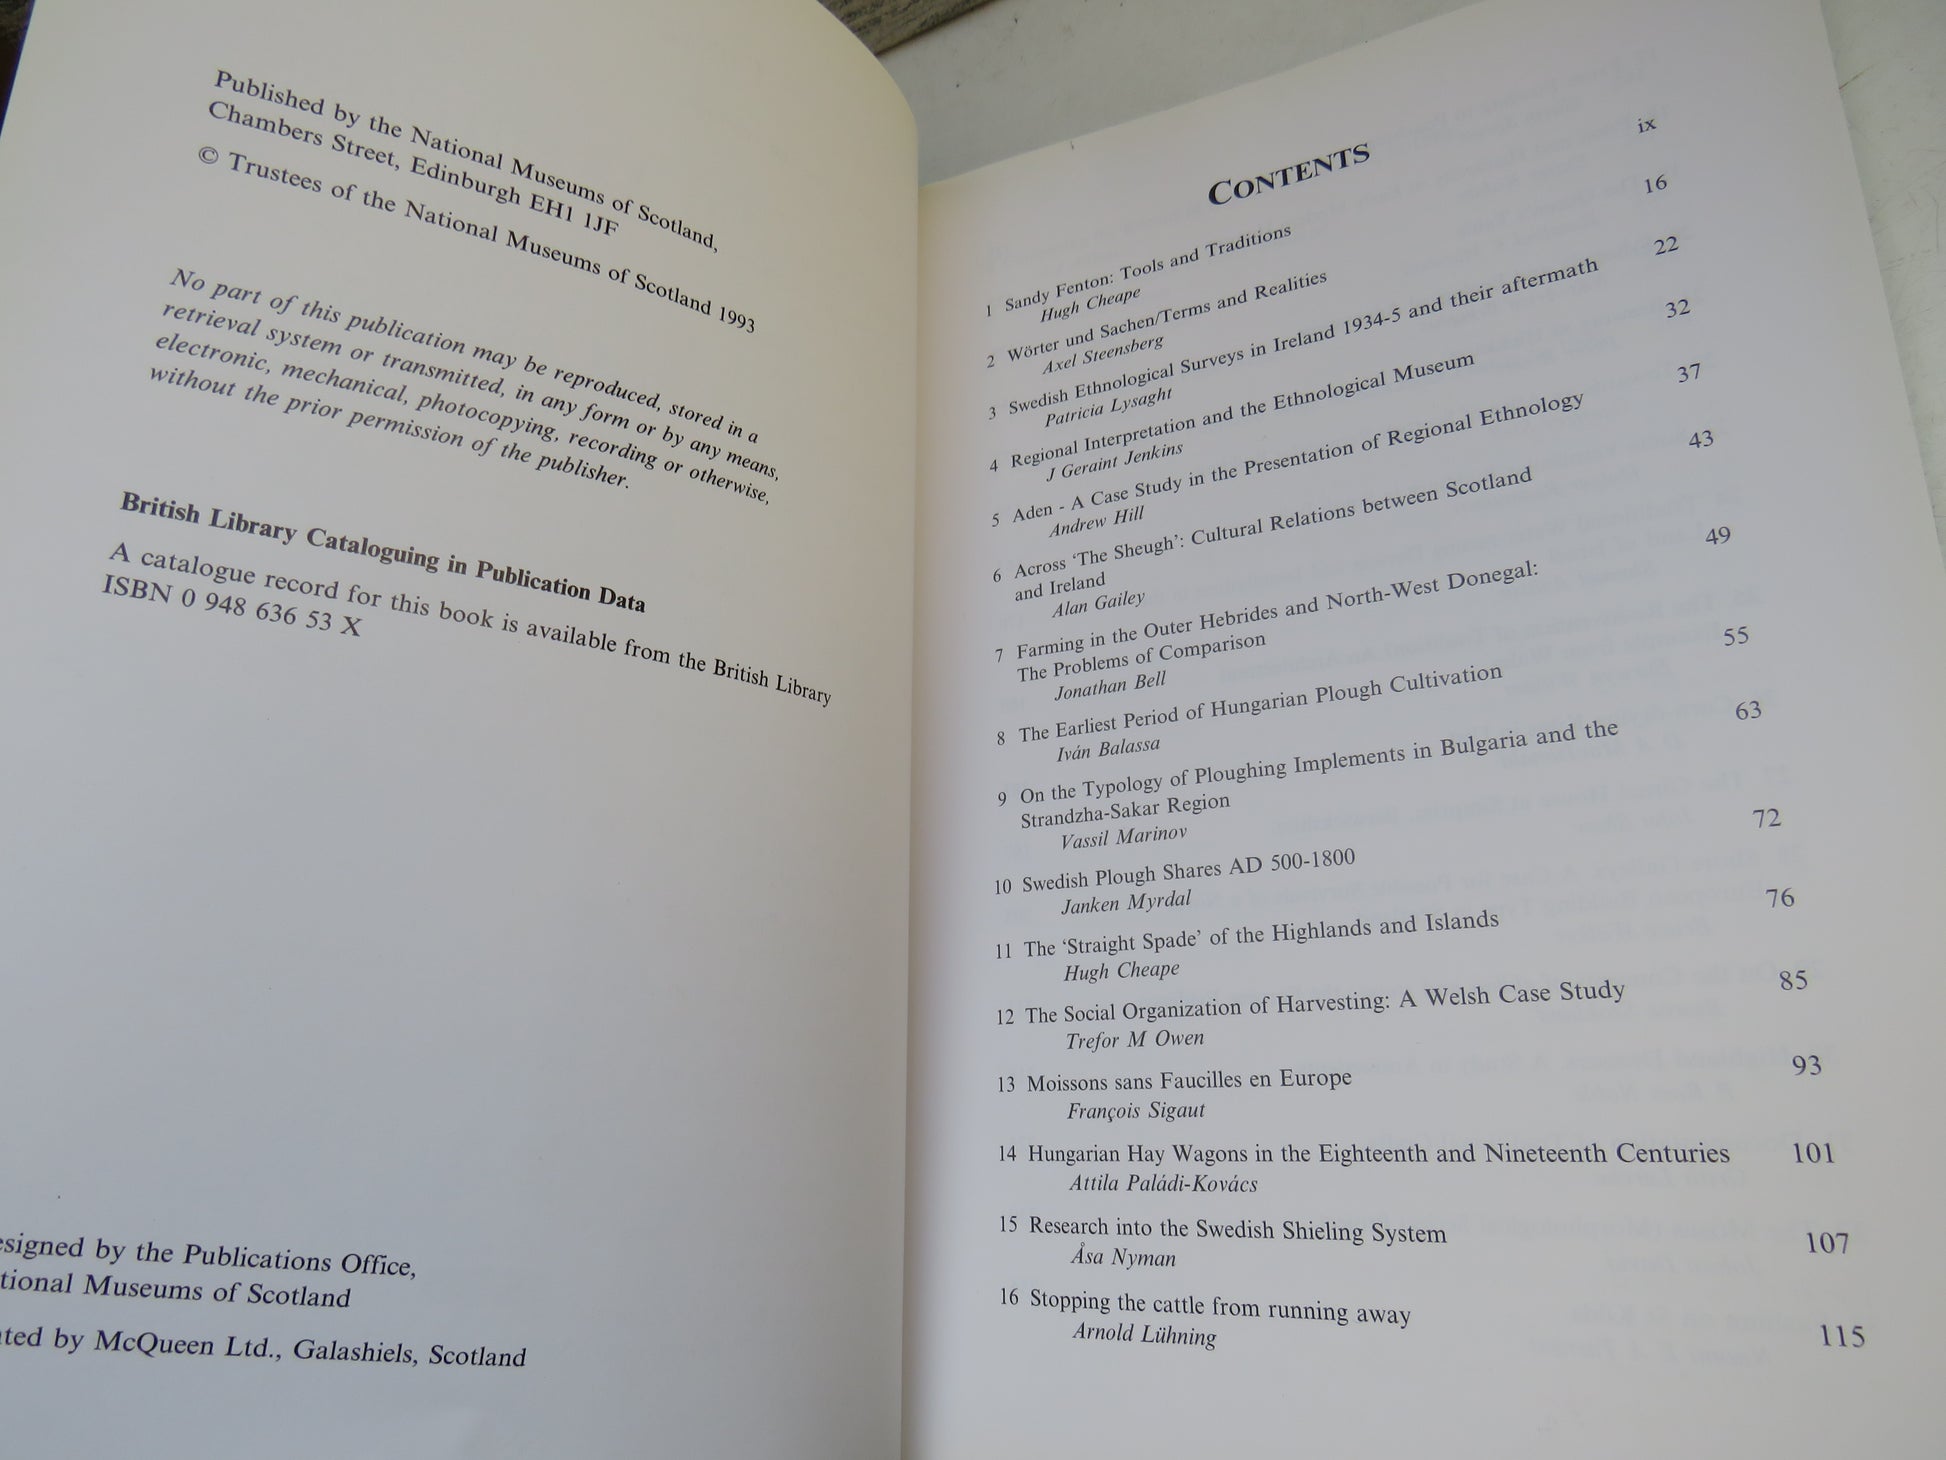 Published by the National Museums of Scotland,
Chambers Street, Edinburgh EH1 1JF
© Trustees of the National Museums of Scotland 1993
No part of this publication may be reproduced, stored in a
retrieval system or transmitted, in any form or by any means,
electronic, mechanical, photocopying, recording or otherwise,
without the prior permission of the publisher.
British Library Cataloguing in Publication Data
A catalogue record for this book is available from the British Library
ISBN 0 948 636 53 X
esigned by the Publications Office,
tional Museums of Scotland
ted by McQueen Ltd., Galashiels, Scotland
CONTENTS
ix
1 Sandy Fenton: Tools and Traditions 16
Hugh Cheape
2 Wörter und Sachen/Terms and Realities 22
Axel Steensberg
3 Swedish Ethnological Surveys in Ireland 1934-5 and their aftermath 32
Patricia Lysaght
4 Regional Interpretation and the Ethnological Museum 37
J Geraint Jenkins
5 Aden - A Case Study in the Presentation of Regional Ethnology 43
Andrew Hill
6 Across ‘The Sheugh’: Cultural Relations between Scotland
and Ireland 49
Alan Gailey
7 Farming in the Outer Hebrides and North-West Donegal:
The Problems of Comparison 55
Jonathan Bell
8 The Earliest Period of Hungarian Plough Cultivation 63
Iván Balassa
9 On the Typology of Ploughing Implements in Bulgaria and the
Strandzha-Sakar Region 72
Vassil Marinov
10 Swedish Plough Shares AD 500-1800 76
Janken Myrdal
11 The ‘Straight Spade’ of the Highlands and Islands 85
Hugh Cheape
12 The Social Organization of Harvesting: A Welsh Case Study 93
Trefor M Owen
13 Moissons sans Faucilles en Europe
François Sigaut
14 Hungarian Hay Wagons in the Eighteenth and Nineteenth Centuries 101
Attila Paládi-Kovács
15 Research into the Swedish Shieling System 107
Åsa Nyman
16 Stopping the cattle from running away 115
Arnold Lühning